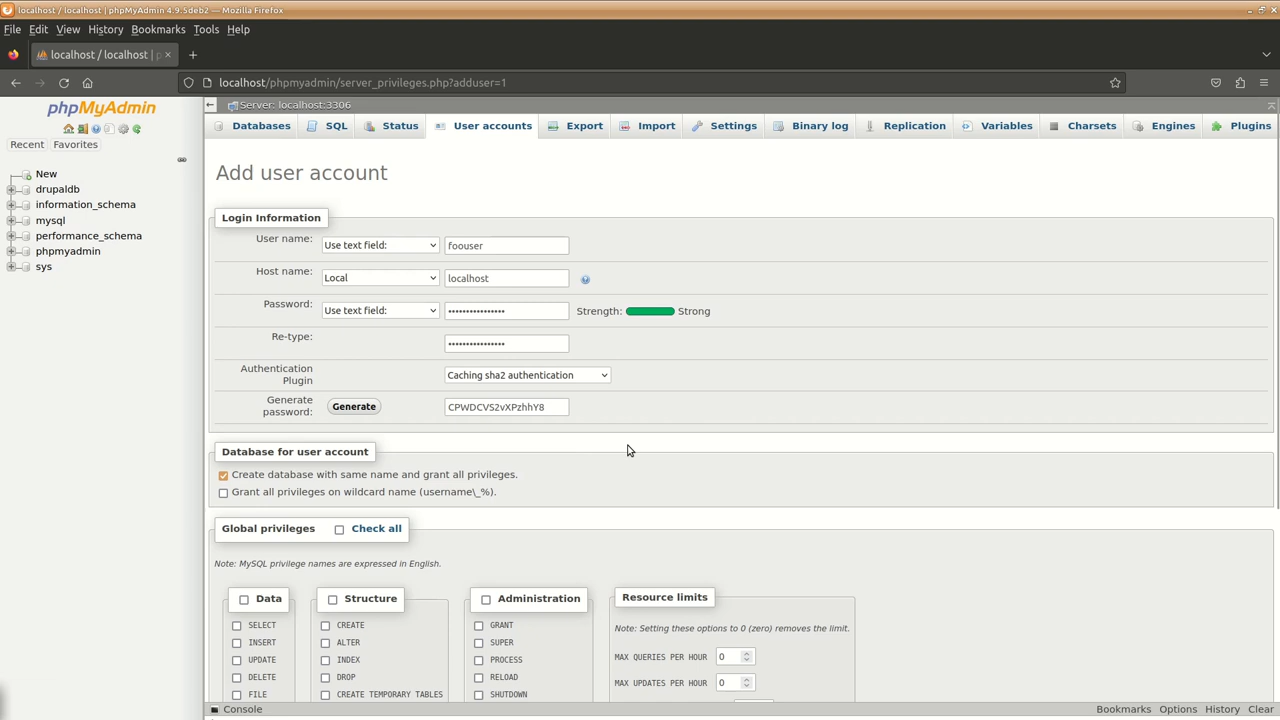 localhost / localhost | phpMyAdmin 4.9.5deb2 — Mozilla Firefox
File Edit View History Bookmarks Tools Help
localhost / localhost | p
localhost/phpmyadmin/server_privileges.php?adduser=1
phpMyAdmin
Recent Favorites
New
drupaldb
information_schema
mysql
performance_schema
phpmyadmin
sys
Server: localhost:3306
Databases SQL Status User accounts Export Import Settings Binary log Replication Variables Charsets Engines Plugins
Add user account
Login Information
User name: Use text field: foouser
Host name: Local localhost
Password: Use text field: •••••••••••••••• Strength: Strong
Re-type: ••••••••••••••••
Authentication
Plugin
Caching sha2 authentication
Generate
password:
Generate CPWDCVS2vXPzhhY8
Database for user account
Create database with same name and grant all privileges.
Grant all privileges on wildcard name (username\_%).
Global privileges Check all
Note: MySQL privilege names are expressed in English.
Data
SELECT
INSERT
UPDATE
DELETE
FILE
Structure
CREATE
ALTER
INDEX
DROP
CREATE TEMPORARY TABLES
Administration
GRANT
SUPER
PROCESS
RELOAD
SHUTDOWN
Resource limits
Note: Setting these options to 0 (zero) removes the limit.
MAX QUERIES PER HOUR 0
MAX UPDATES PER HOUR 0
Console Bookmarks Options History Clear